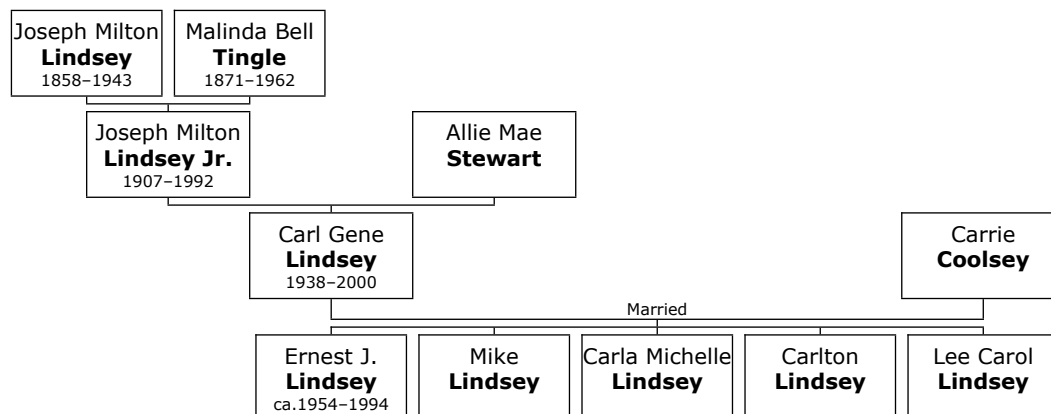 Joseph Milton
Lindsey
1858–1943
Malinda Bell
Tingle
1871–1962
Joseph Milton
Lindsey Jr.
1907–1992
Allie Mae
Stewart
Carl Gene
Lindsey
1938–2000
Carrie
Coolsey
Married
Ernest J.
Lindsey
ca.1954–1994
Mike
Lindsey
Carla Michelle
Lindsey
Carlton
Lindsey
Lee Carol
Lindsey